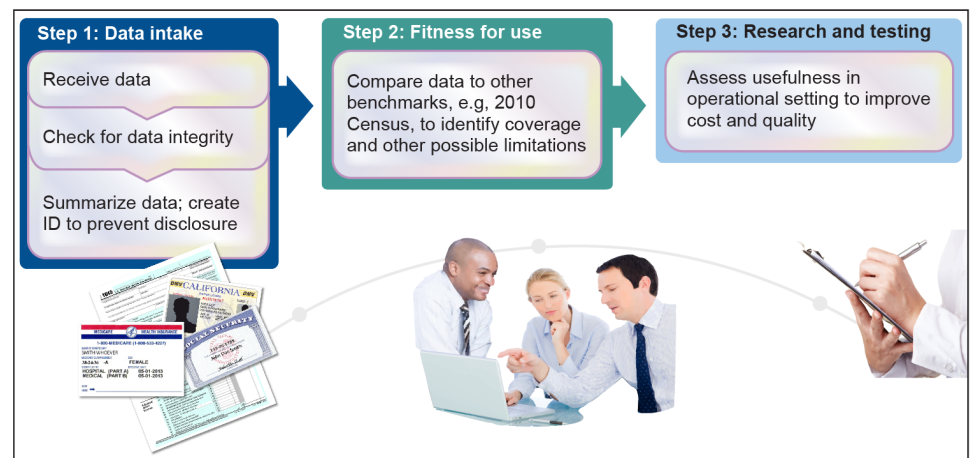 Step 1: Data intake
Receive data
Check for data integrity
Summarize data; create
ID to prevent disclosure
Step 2: Fitness for use
Compare data to other
benchmarks, e.g, 2010
Census, to identify coverage
and other possible limitations
Step 3: Research and testing
Assess usefulness in
operational setting to improve
cost and quality
1040
DMV CALIFORNIA DMV
SOCIAL SECURITY
MEDICARE HEALTH INSURANCE
1-800-MEDICARE (1-800-633-4227)
SMITH WHOEVER
FEMALE
HOSPITAL (PART A) 05-01-2013
MEDICAL (PART B) 05-01-2013